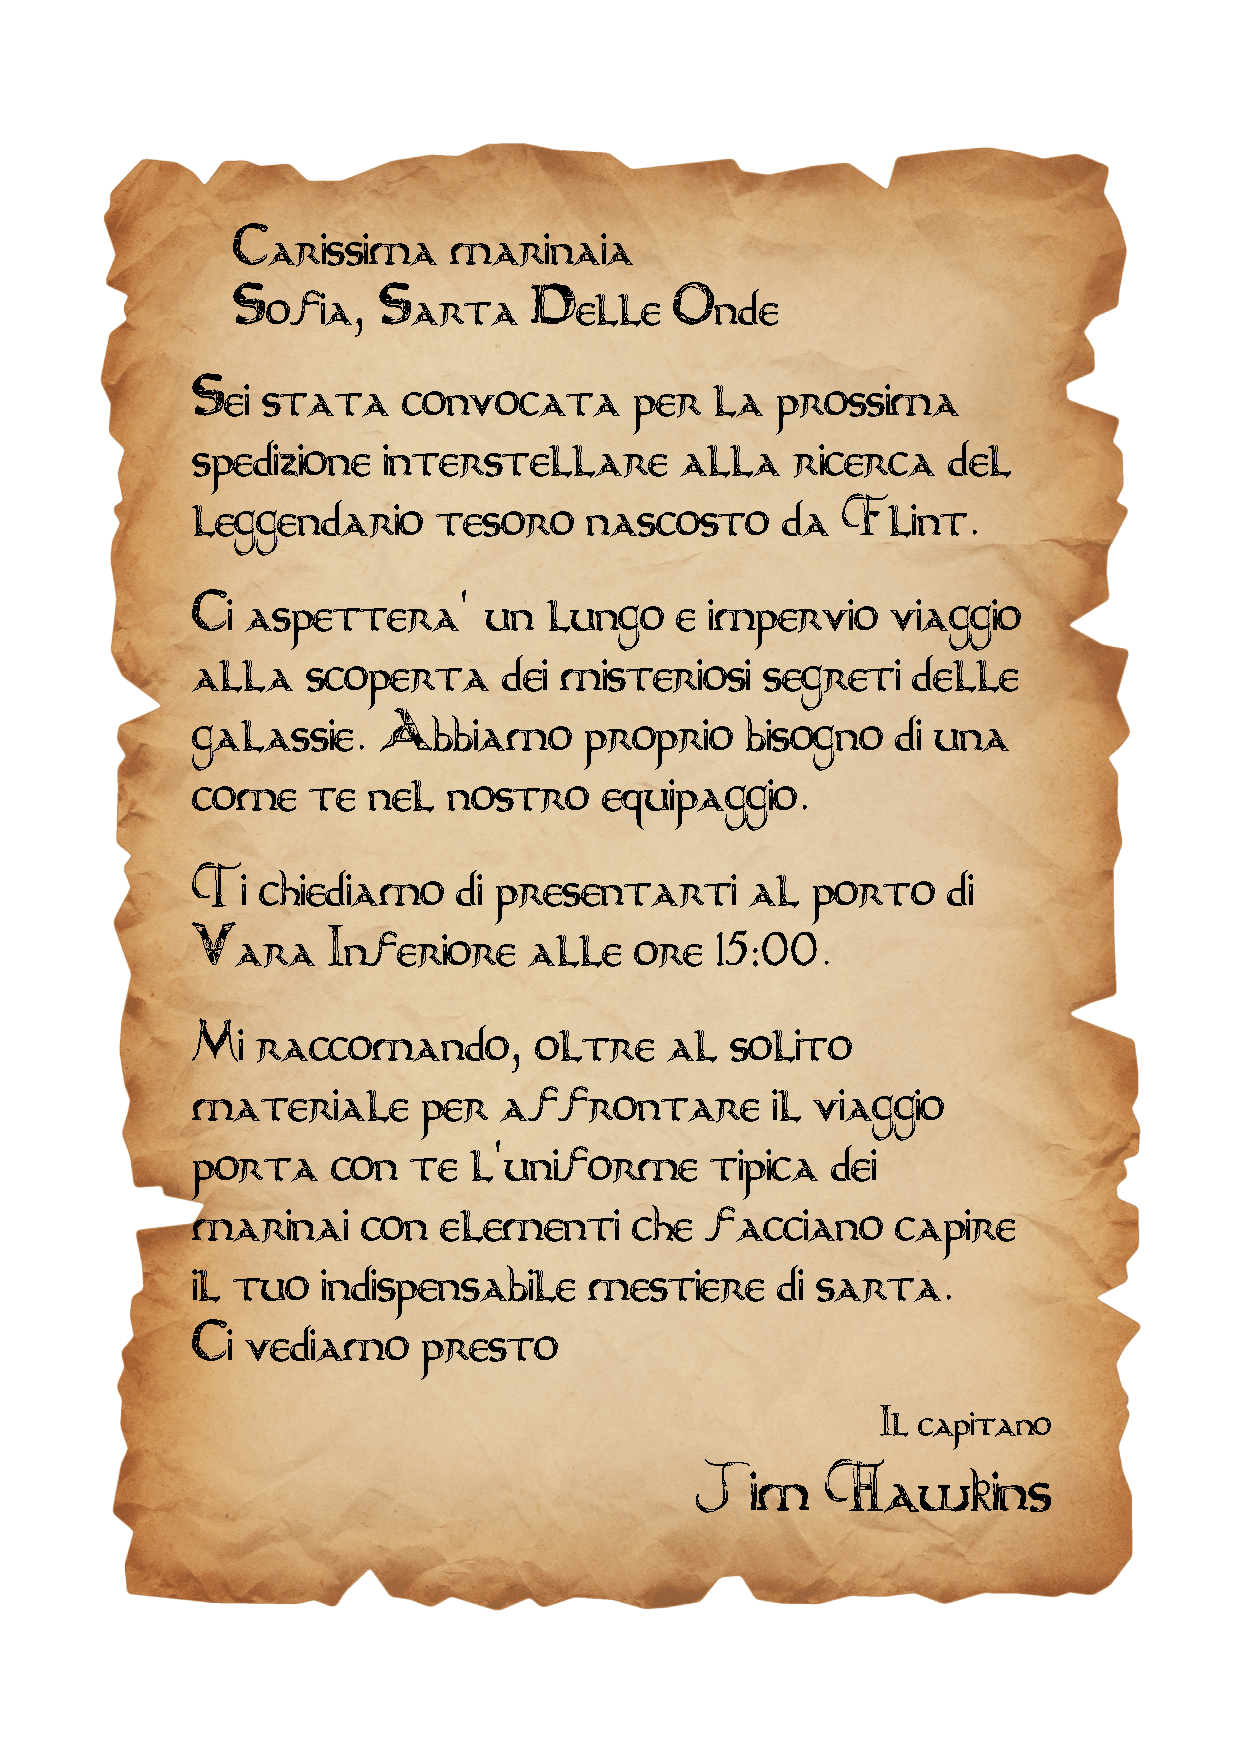 Carissima marinaia
Sofia, Sarta Delle Onde
Sei stata convocata per la prossima
spedizione interstellare alla ricerca del
leggendario tesoro nascosto da Flint.
Ci aspettera' un lungo e impervio viaggio
alla scoperta dei misteriosi segreti delle
galassie. Abbiamo proprio bisogno di una
come te nel nostro equipaggio.
Ti chiediamo di presentarti al porto di
Vara Inferiore alle ore 15:00.
Mi raccomando, oltre al solito
materiale per affrontare il viaggio
porta con te l'uniforme tipica dei
marinai con elementi che facciano capire
il tuo indispensabile mestiere di sarta.
Ci vediamo presto
Il capitano
Jim Hawkins